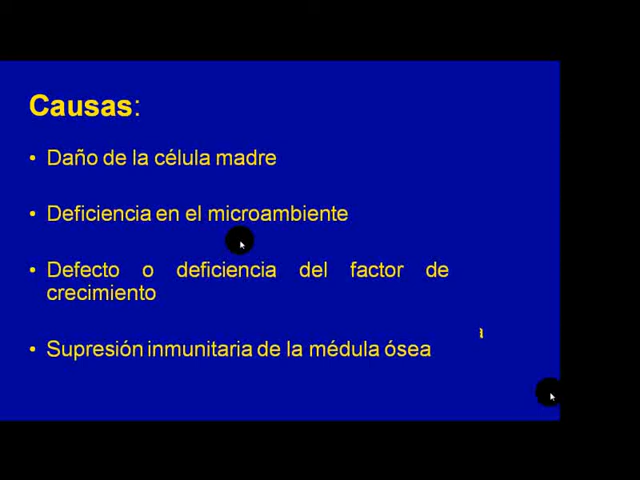 Causas:
• Daño de la célula madre
• Deficiencia en el microambiente
• Defecto o deficiencia del factor de
crecimiento
• Supresión inmunitaria de la médula ósea